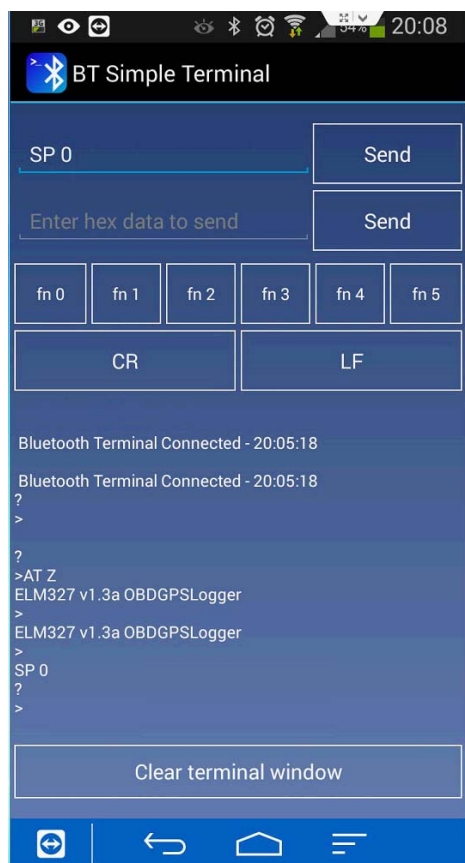 54% 20:08
BT Simple Terminal
SP 0 Send
Enter hex data to send Send
fn 0 fn 1 fn 2 fn 3 fn 4 fn 5
CR LF
Bluetooth Terminal Connected - 20:05:18
Bluetooth Terminal Connected - 20:05:18
?
>
?
>AT Z
ELM327 v1.3a OBDGPSLogger
>
ELM327 v1.3a OBDGPSLogger
>
SP 0
?
>
Clear terminal window